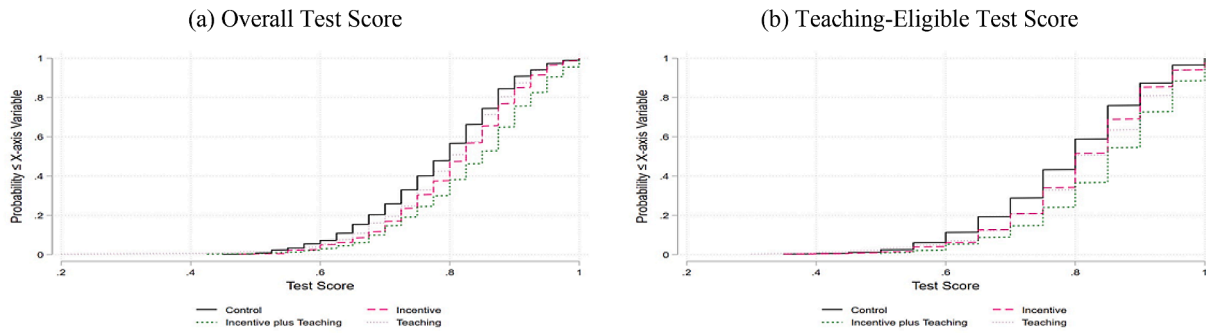 (a) Overall Test Score
(b) Teaching-Eligible Test Score
Probability ≤ X-axis Variable
1
.8
.6
.4
.2
0
.2
.4
.6
.8
1
Test Score
Control
Incentive
Incentive plus Teaching
Teaching
Probability ≤ X-axis Variable
1
.8
.6
.4
.2
0
.2
.4
.6
.8
1
Test Score
Control
Incentive
Incentive plus Teaching
Teaching